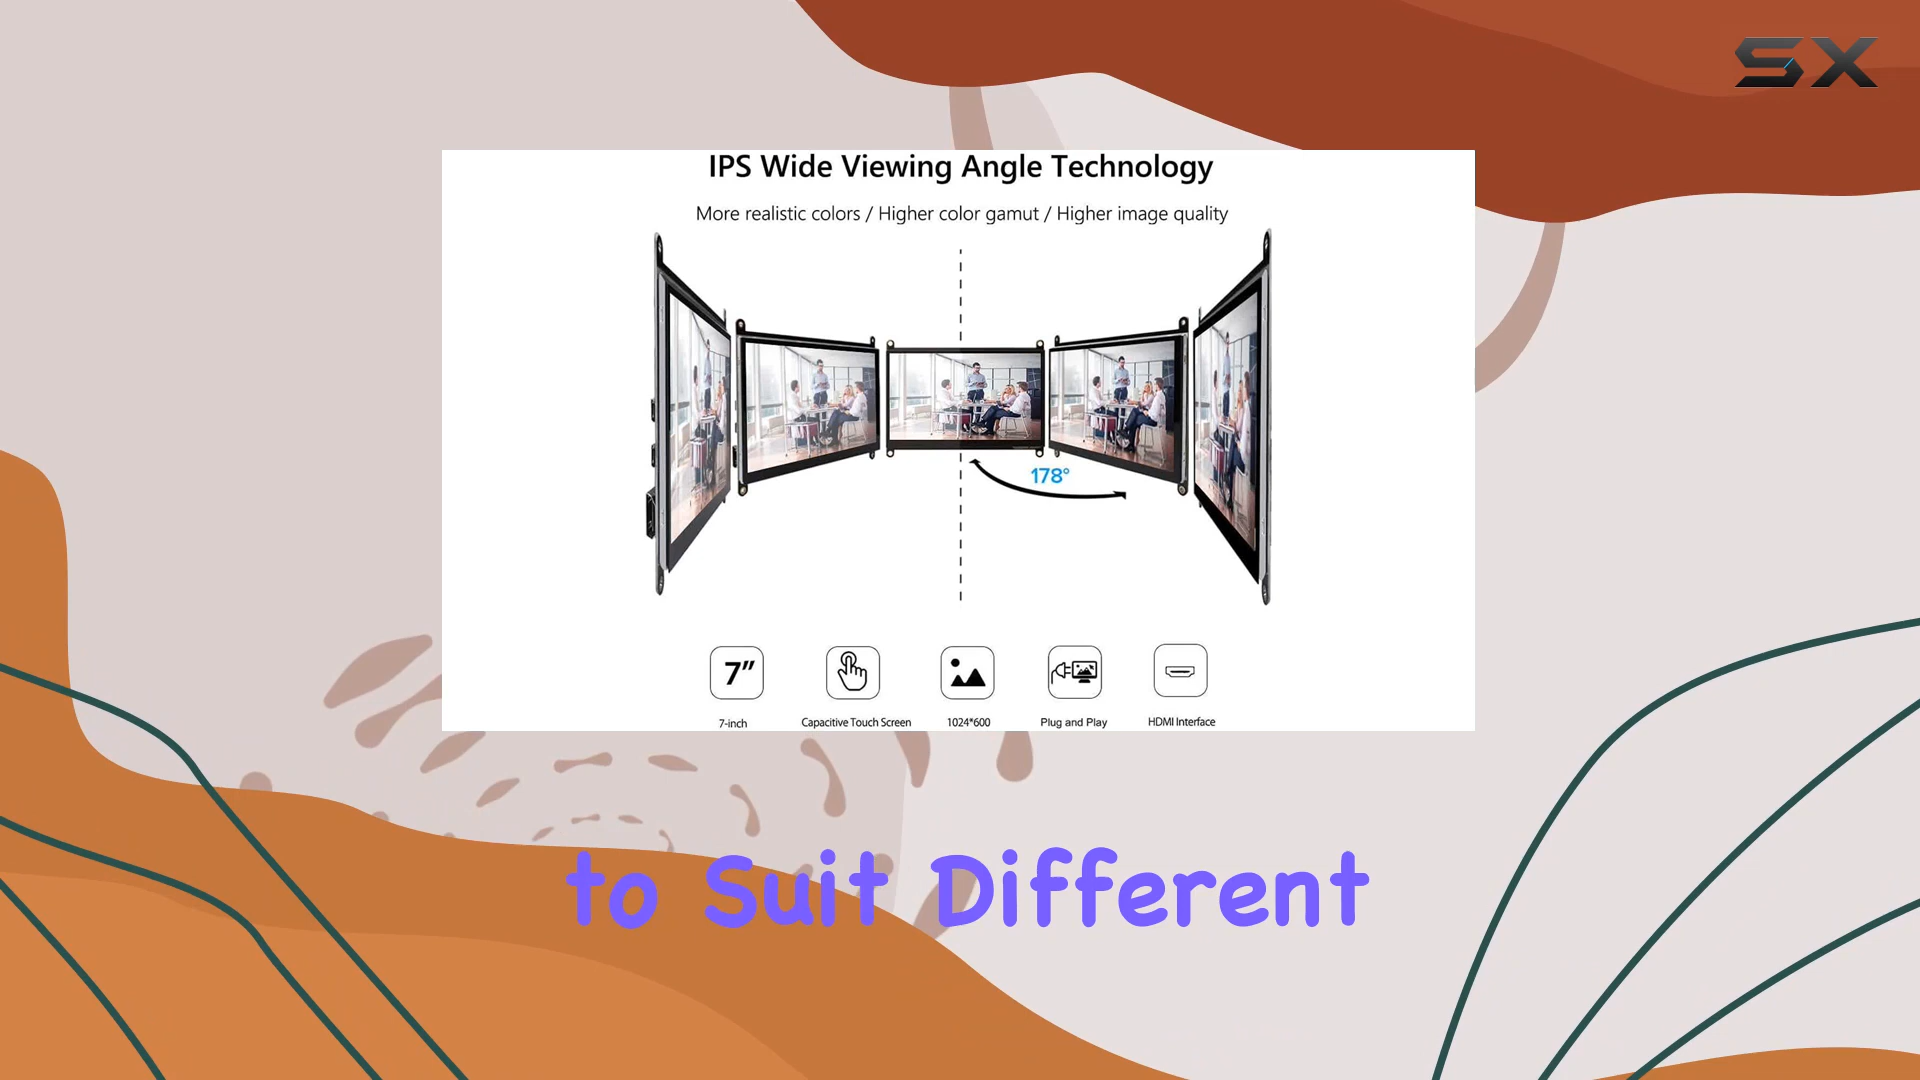 SX
IPS Wide Viewing Angle Technology
More realistic colors / Higher color gamut / Higher image quality
178°
7"
7-inch
Capacitive Touch Screen
1024*600
Plug and Play
HDMI Interface
to Suit Different